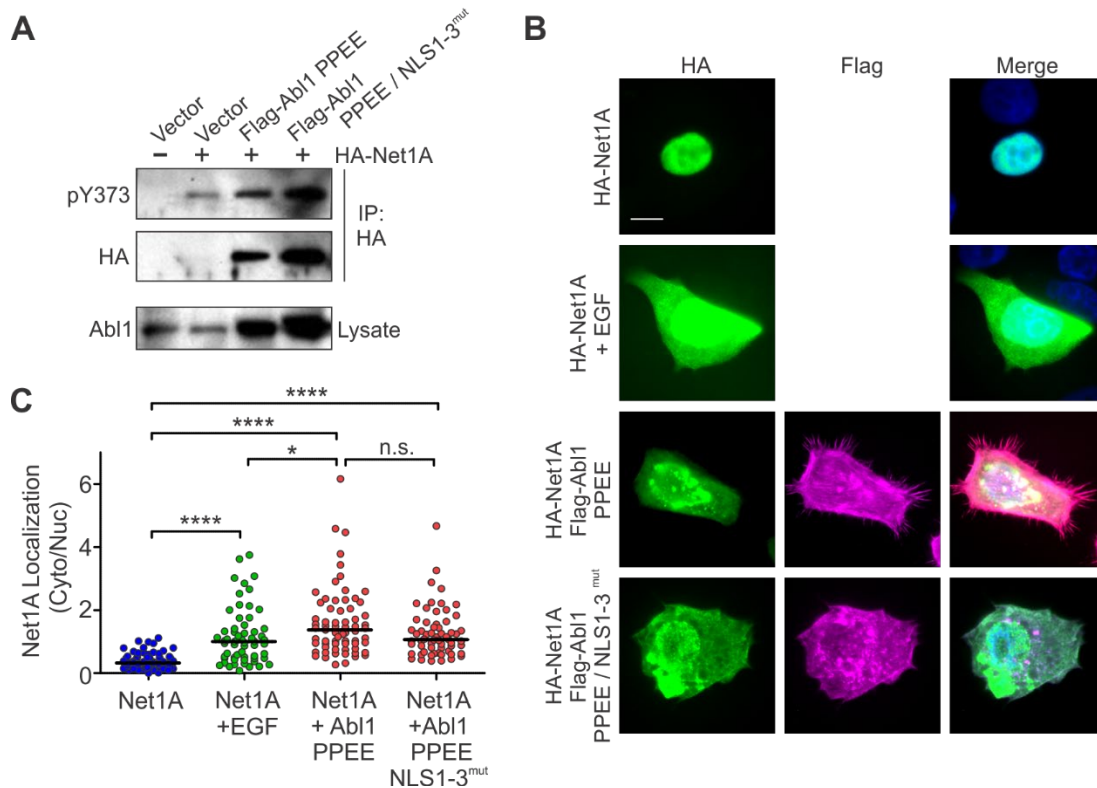 A
Vector
Vector
Flag-Abl1 PPEE
Flag-Abl1
PPEE / NLS1-3mut
− + + + HA-Net1A
pY373
HA
IP:
HA
Abl1
Lysate
B
HA Flag Merge
HA-Net1A
HA-Net1A
+ EGF
HA-Net1A
Flag-Abl1
PPEE
HA-Net1A
Flag-Abl1
PPEE / NLS1-3mut
C
****
****
* n.s.
****
Net1A Localization
(Cyto/Nuc)
6
4
2
0
Net1A
Net1A
+EGF
Net1A
+ Abl1
PPEE
Net1A
+Abl1
PPEE
NLS1-3mut